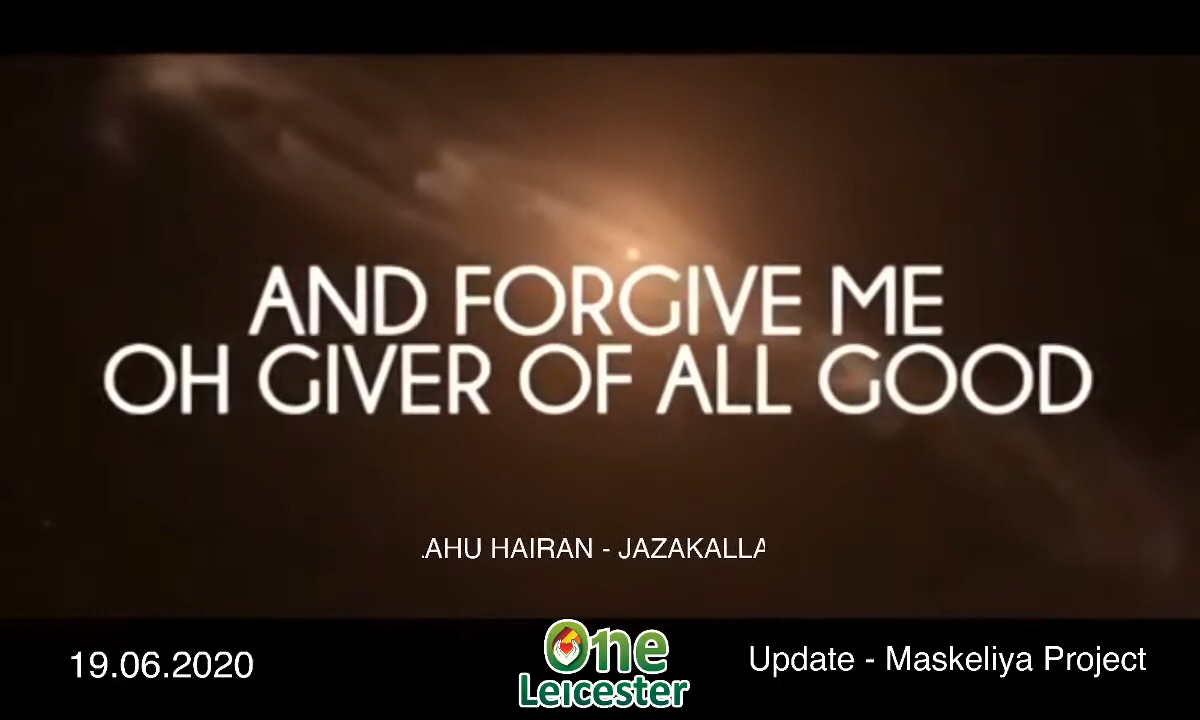 AND FORGIVE ME
OH GIVER OF ALL GOOD
AHU HAIRAN - JAZAKALLA
19.06.2020
One
Leicester
Update - Maskeliya Project